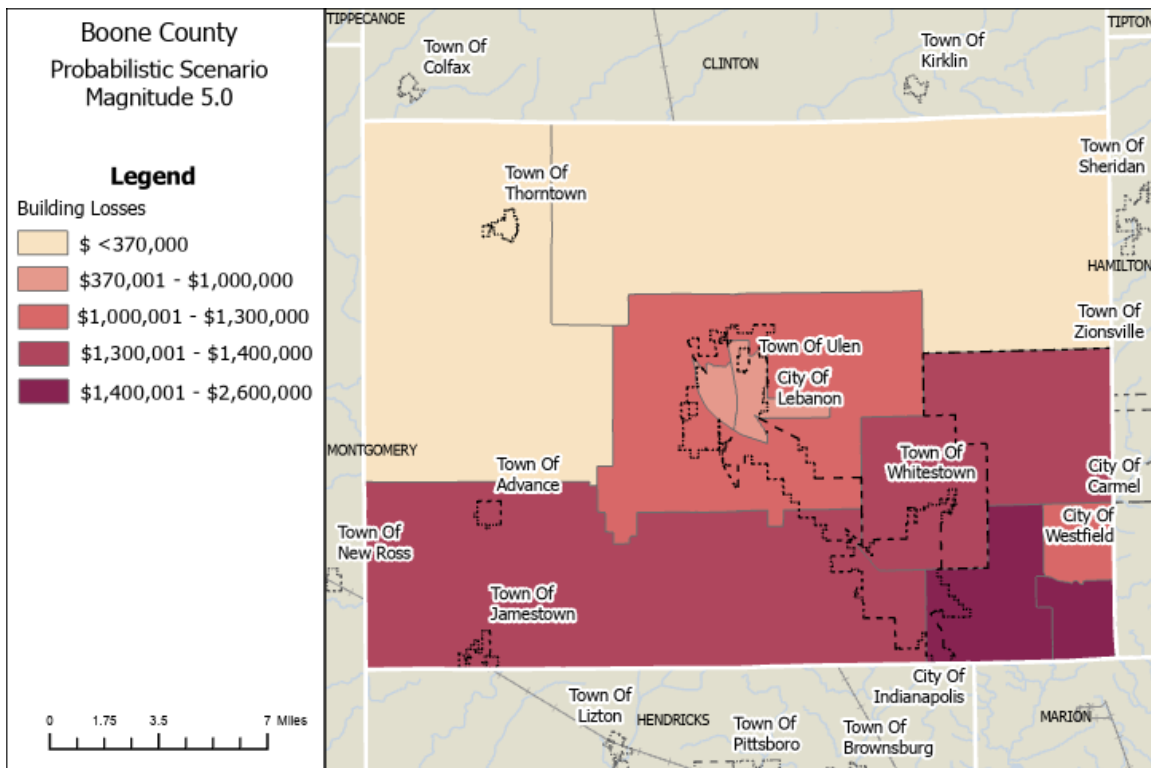 Boone County
Probabilistic Scenario
Magnitude 5.0
Legend
Building Losses
$ <370,000
$370,001 - $1,000,000
$1,000,001 - $1,300,000
$1,300,001 - $1,400,000
$1,400,001 - $2,600,000
0 1.75 3.5 7 Miles
TIPPECANOE
TIPTON
Town Of
Colfax
CLINTON
Town Of
Kirklin
Town Of
Thorntown
Town Of
Sheridan
HAMILTON
Town Of
Zionsville
Town Of Ulen
City Of
Lebanon
MONTGOMERY
Town Of
Advance
Town Of
Whitestown
City Of
Carmel
Town Of
New Ross
City Of
Westfield
Town Of
Jamestown
City Of
Indianapolis
Town Of
Lizton
HENDRICKS
Town Of
Pittsboro
Town Of
Brownsburg
MARION